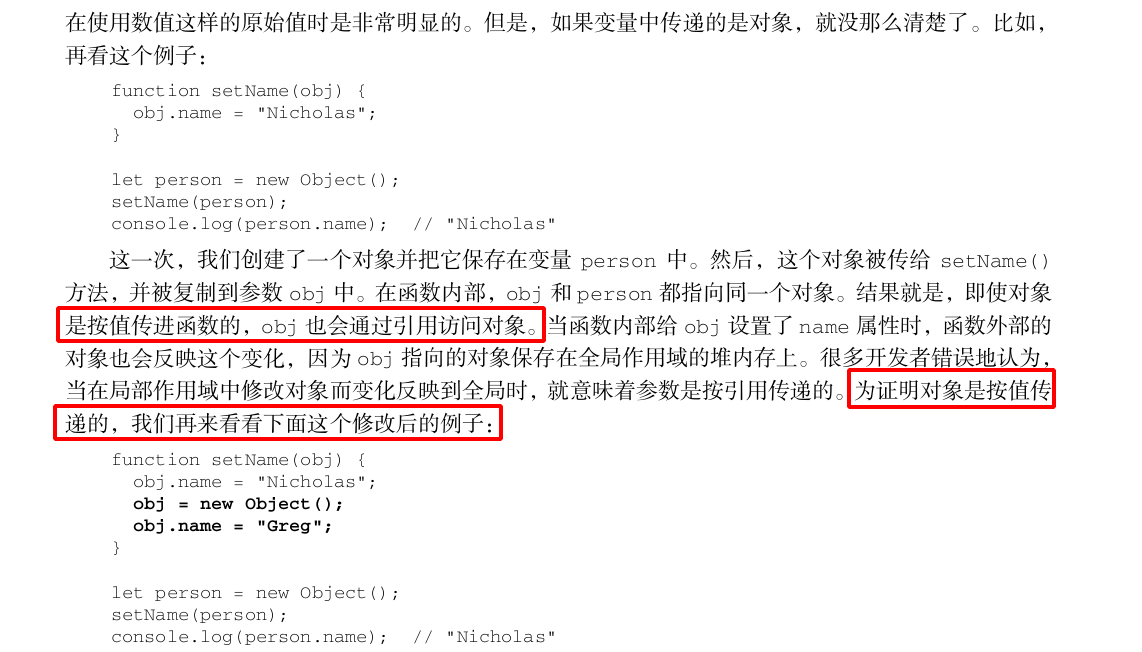 在使用数值这样的原始值时是非常明显的。但是，如果变量中传递的是对象，就没那么清楚了。比如，
再看这个例子：
function setName(obj) {
  obj.name = "Nicholas";
}
let person = new Object();
setName(person);
console.log(person.name);  // "Nicholas"
这一次，我们创建了一个对象并把它保存在变量 person 中。然后，这个对象被传给 setName()
方法，并被复制到参数 obj 中。在函数内部，obj 和 person 都指向同一个对象。结果就是，即使对象
是按值传进函数的，obj 也会通过引用访问对象。当函数内部给 obj 设置了 name 属性时，函数外部的
对象也会反映这个变化，因为 obj 指向的对象保存在全局作用域的堆内存上。很多开发者错误地认为，
当在局部作用域中修改对象而变化反映到全局时，就意味着参数是按引用传递的。为证明对象是按值传
递的，我们再来看看下面这个修改后的例子：
function setName(obj) {
  obj.name = "Nicholas";
  obj = new Object();
  obj.name = "Greg";
}
let person = new Object();
setName(person);
console.log(person.name);  // "Nicholas"